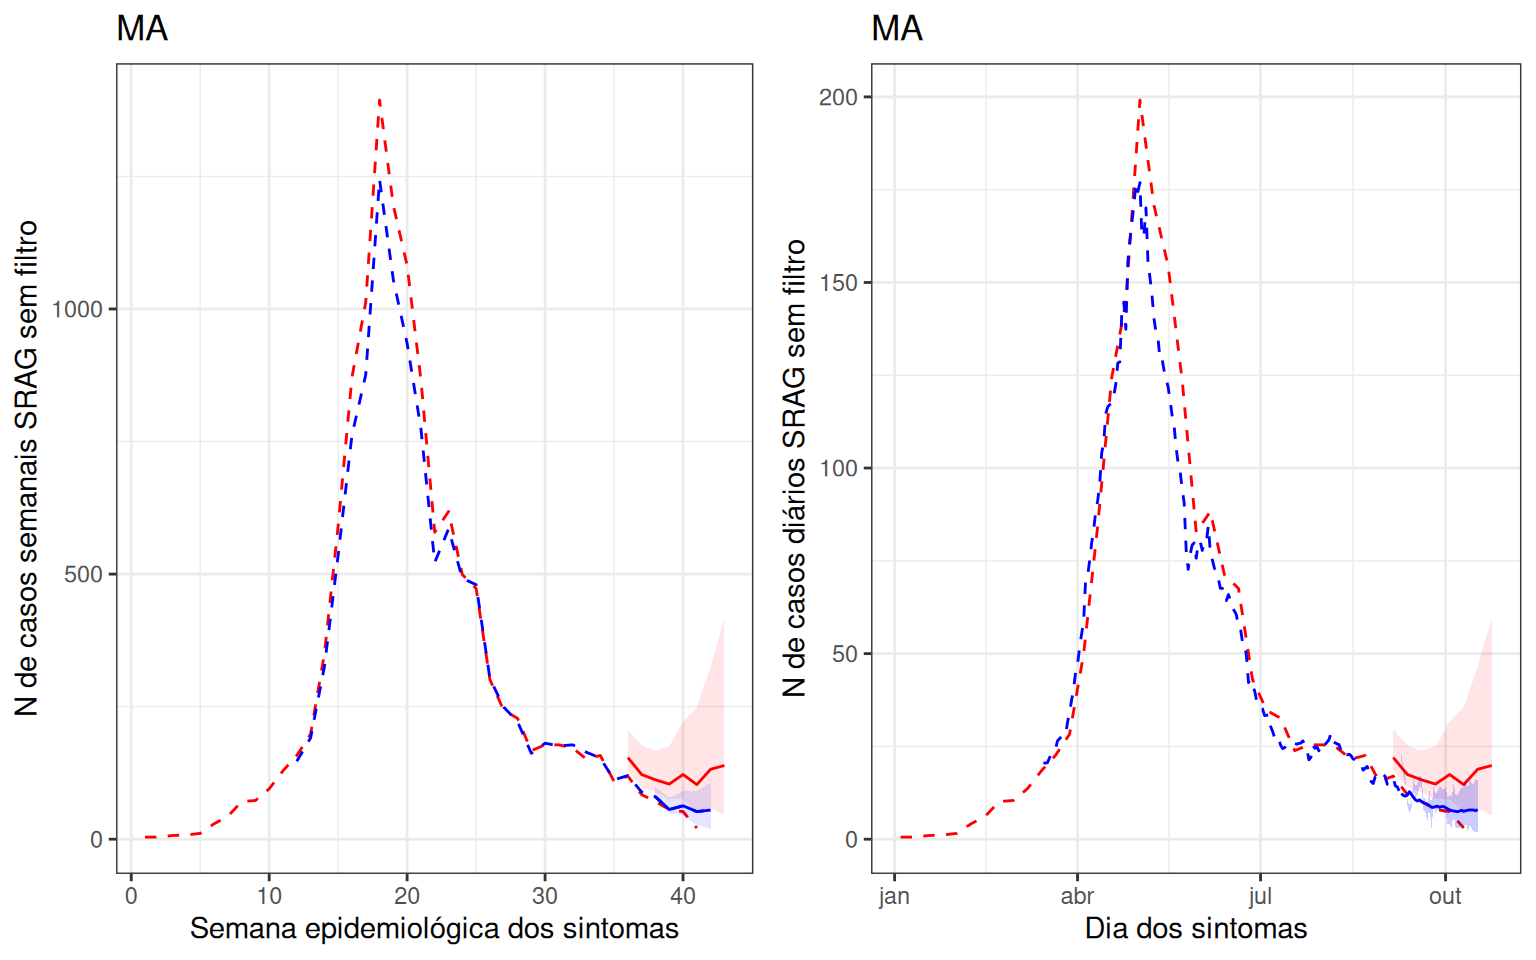 MA
N de casos semanais SRAG sem filtro
1000
500
0
0 10 20 30 40
Semana epidemiológica dos sintomas
MA
N de casos diários SRAG sem filtro
200
150
100
50
0
jan abr jul out
Dia dos sintomas